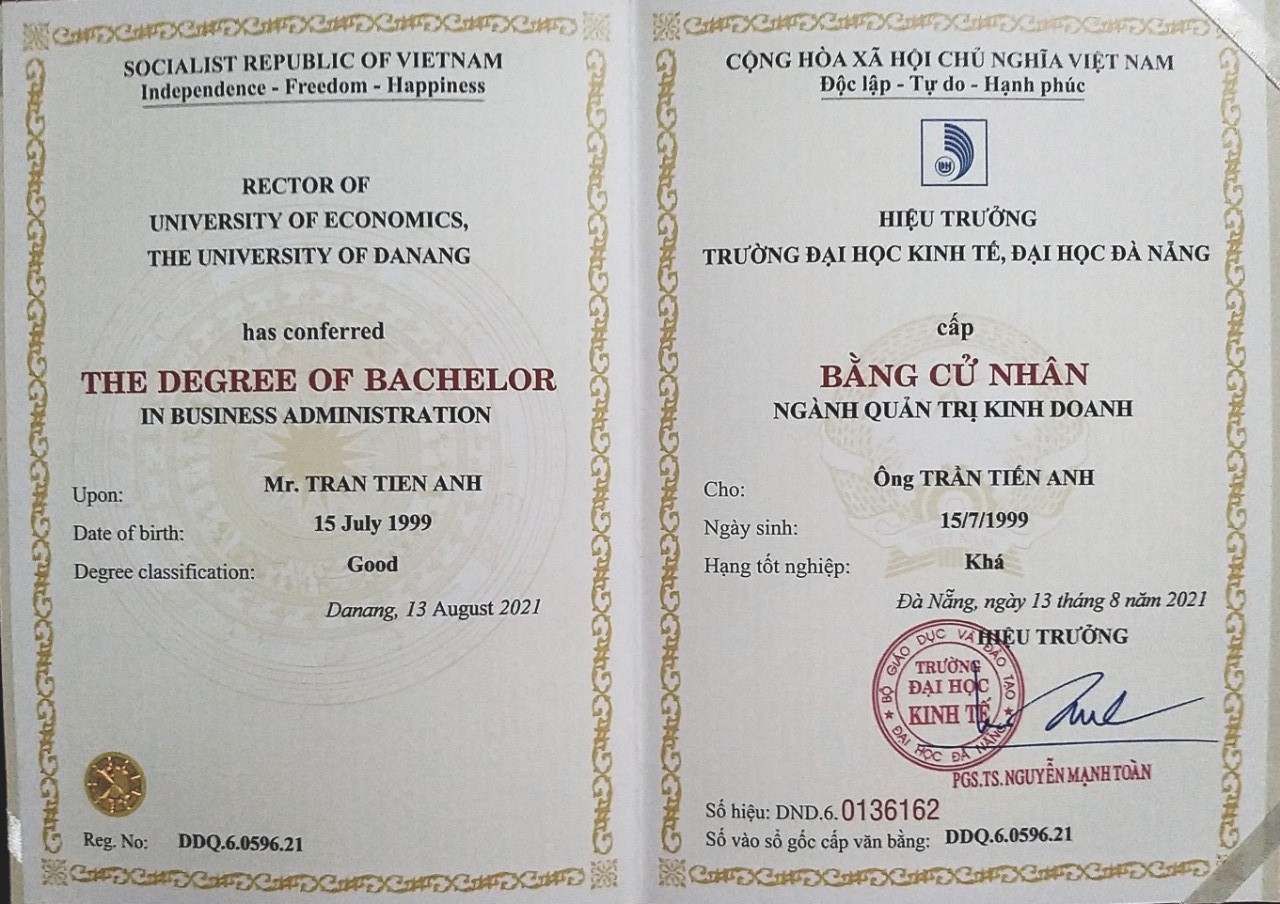 SOCIALIST REPUBLIC OF VIETNAM
Independence - Freedom - Happiness
RECTOR OF
UNIVERSITY OF ECONOMICS,
THE UNIVERSITY OF DANANG
has conferred
THE DEGREE OF BACHELOR
IN BUSINESS ADMINISTRATION
Upon: Mr. TRAN TIEN ANH
Date of birth: 15 July 1999
Degree classification: Good
Danang, 13 August 2021
Reg. No: DDQ.6.0596.21
CỘNG HÒA XÃ HỘI CHỦ NGHĨA VIỆT NAM
Độc lập - Tự do - Hạnh phúc
HIỆU TRƯỞNG
TRƯỜNG ĐẠI HỌC KINH TẾ, ĐẠI HỌC ĐÀ NẴNG
cấp
BẰNG CỬ NHÂN
NGÀNH QUẢN TRỊ KINH DOANH
Cho: Ông TRẦN TIẾN ANH
Ngày sinh: 15/7/1999
Hạng tốt nghiệp: Khá
Đà Nẵng, ngày 13 tháng 8 năm 2021
HIỆU TRƯỞNG
BỘ GIÁO DỤC VÀ ĐÀO TẠO
TRƯỜNG
ĐẠI HỌC
KINH TẾ
ĐẠI HỌC ĐÀ NẴNG
PGS.TS. NGUYỄN MẠNH TOÀN
Số hiệu: DND.6. 0136162
Số vào sổ gốc cấp văn bằng: DDQ.6.0596.21